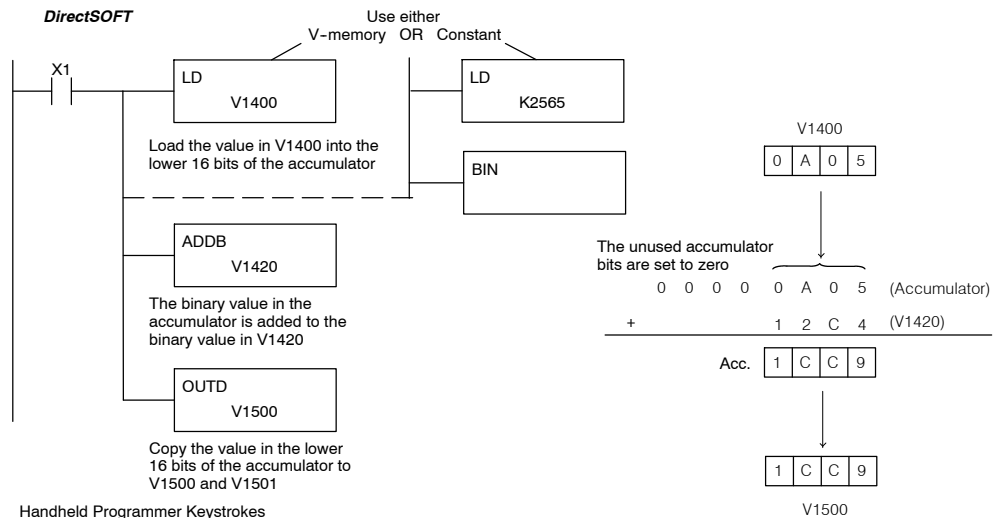 DirectSOFT
Use either
V-memory OR Constant
X1
LD
V1400
LD
K2565
Load the value in V1400 into the
lower 16 bits of the accumulator
BIN
ADDB
V1420
The binary value in the
accumulator is added to the
binary value in V1420
OUTD
V1500
Copy the value in the lower
16 bits of the accumulator to
V1500 and V1501
Handheld Programmer Keystrokes
V1400
0 A 0 5
The unused accumulator
bits are set to zero
0 0 0 0 0 A 0 5 (Accumulator)
+ 1 2 C 4 (V1420)
Acc. 1 C C 9
1 C C 9
V1500